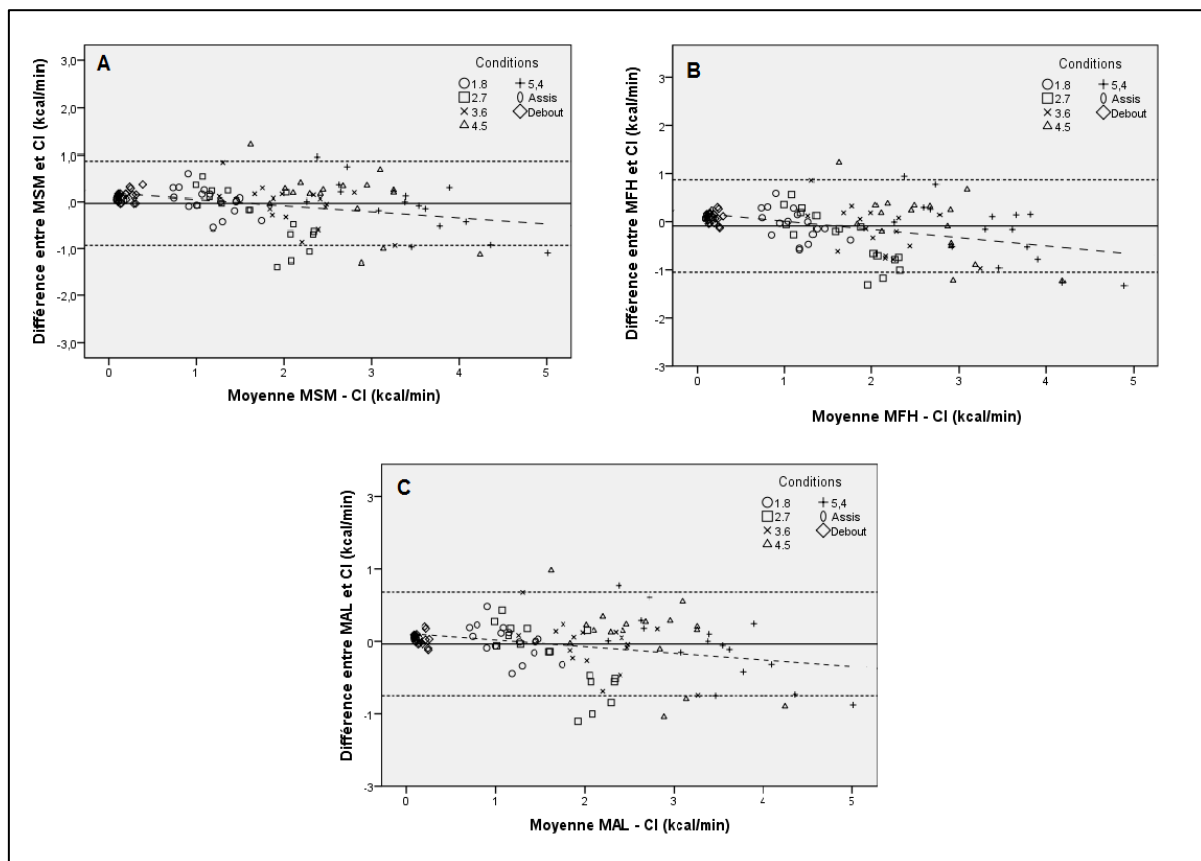 A
Conditions
1.8
2.7
3.6
4.5
5,4
Assis
Debout
Différence entre MSM et CI (kcal/min)
3,0
2,0
1,0
,0
-1,0
-2,0
-3,0
0 1 2 3 4 5
Moyenne MSM - CI (kcal/min)
B
Conditions
1.8
2.7
3.6
4.5
5,4
Assis
Debout
Différence entre MFH et CI (kcal/min)
3
1
0
-1
-3
0 1 2 3 4 5
Moyenne MFH - CI (kcal/min)
C
Conditions
1.8
2.7
3.6
4.5
5,4
Assis
Debout
Différence entre MAL et CI (kcal/min)
3
1
0
-1
-3
0 1 2 3 4 5
Moyenne MAL - CI (kcal/min)